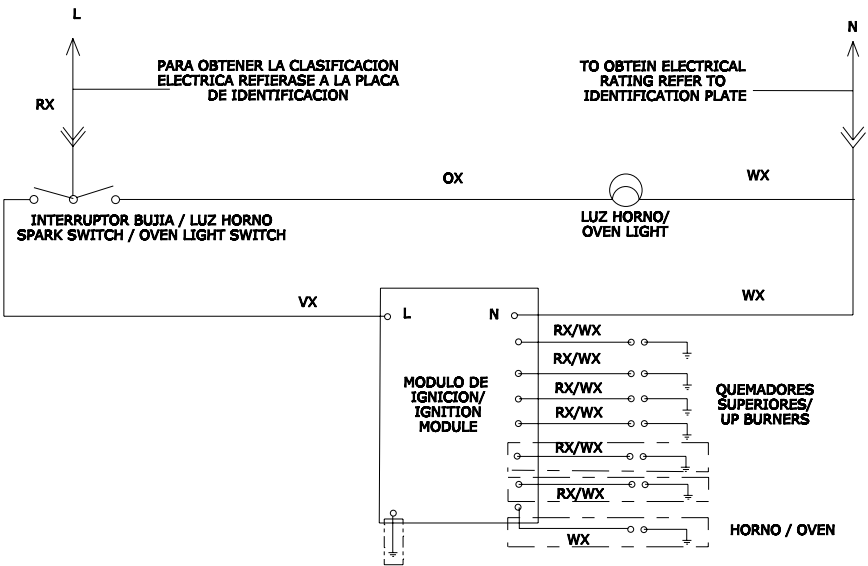 L
N
PARA OBTENER LA CLASIFICACION
ELECTRICA REFIERASE A LA PLACA
DE IDENTIFICACION
TO OBTEIN ELECTRICAL
RATING REFER TO
IDENTIFICATION PLATE
RX
OX
WX
INTERRUPTOR BUJIA / LUZ HORNO
SPARK SWITCH / OVEN LIGHT SWITCH
LUZ HORNO/
OVEN LIGHT
VX
WX
L
N
RX/WX
RX/WX
RX/WX
RX/WX
RX/WX
RX/WX
WX
MODULO DE
IGNICION/
IGNITION
MODULE
QUEMADORES
SUPERIORES/
UP BURNERS
HORNO / OVEN